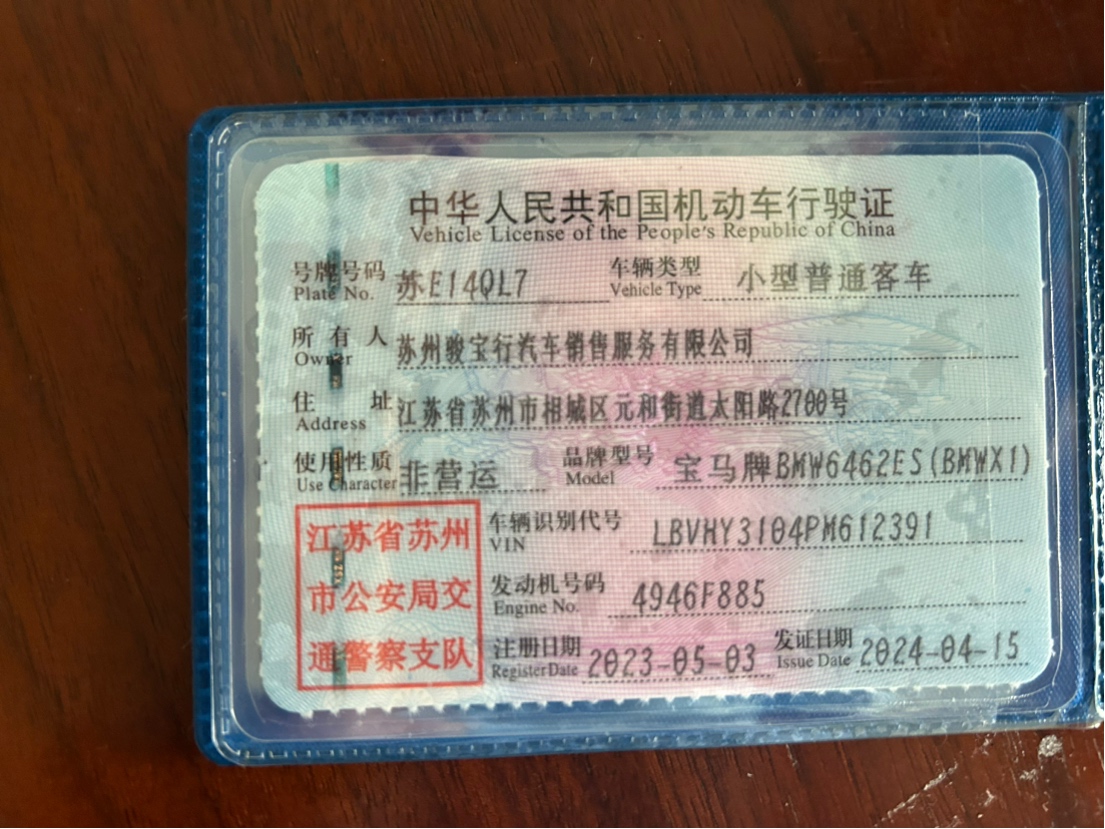 中华人民共和国机动车行驶证
Vehicle License of the People's Republic of China
号牌号码 苏E14QL7 车辆类型 小型普通客车
Plate No. Vehicle Type
所有人 苏州骏宝行汽车销售服务有限公司
Owner
住址 江苏省苏州市相城区元和街道太阳路2700号
Address
使用性质 非营运 品牌型号 宝马牌BMW6462ES(BMWX1)
Use Character Model
车辆识别代号 LBVHY3104PM612391
VIN
发动机号码 4946F885
Engine No.
注册日期 2023-05-03 发证日期 2024-04-15
Register Date Issue Date
江苏省苏州
市公安局交
通警察支队